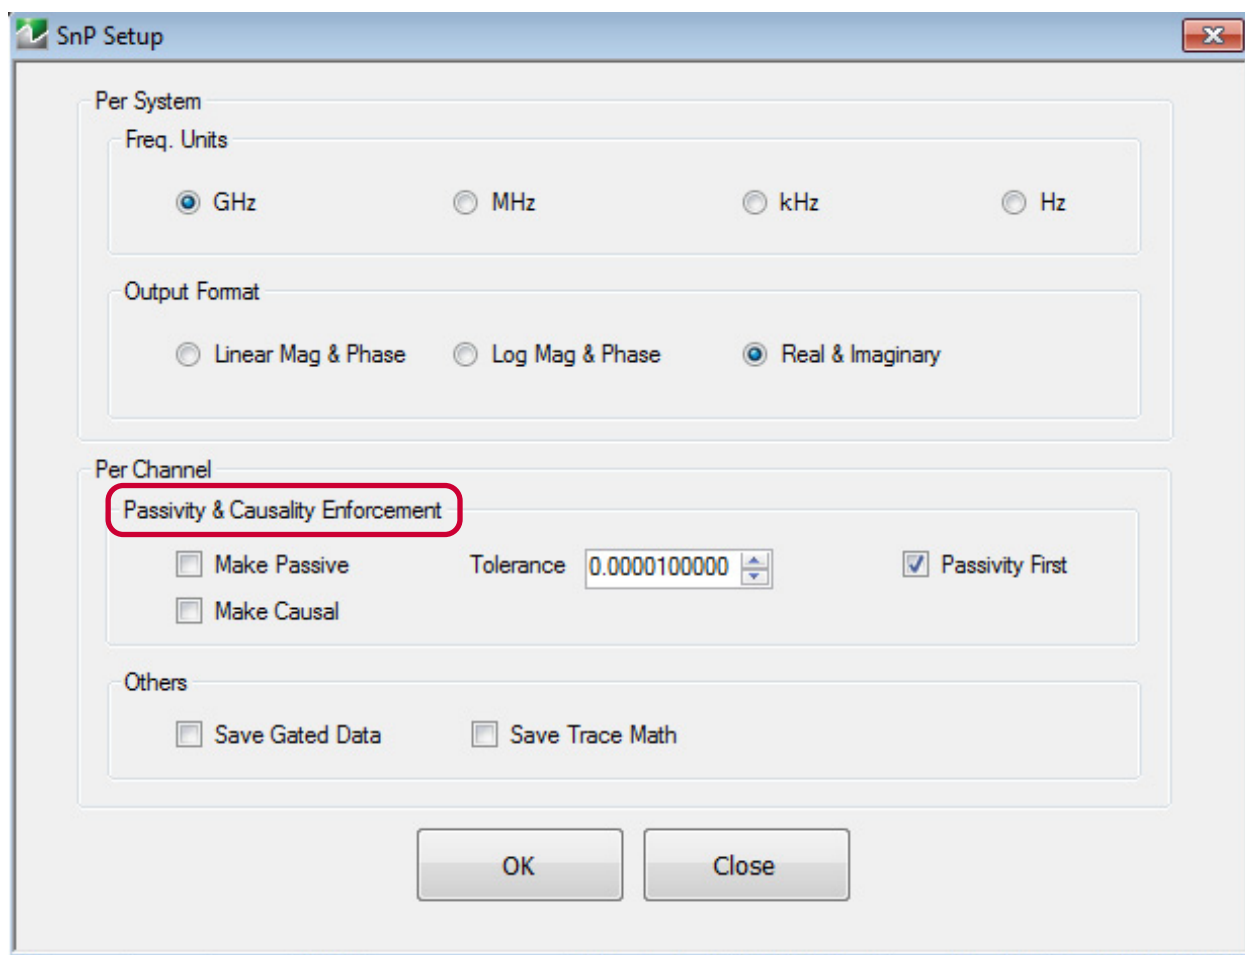 SnP Setup
Per System
Freq. Units
GHz MHz kHz Hz
Output Format
Linear Mag & Phase Log Mag & Phase Real & Imaginary
Per Channel
Passivity & Causality Enforcement
Make Passive Tolerance 0.0000100000 Passivity First
Make Causal
Others
Save Gated Data Save Trace Math
OK Close